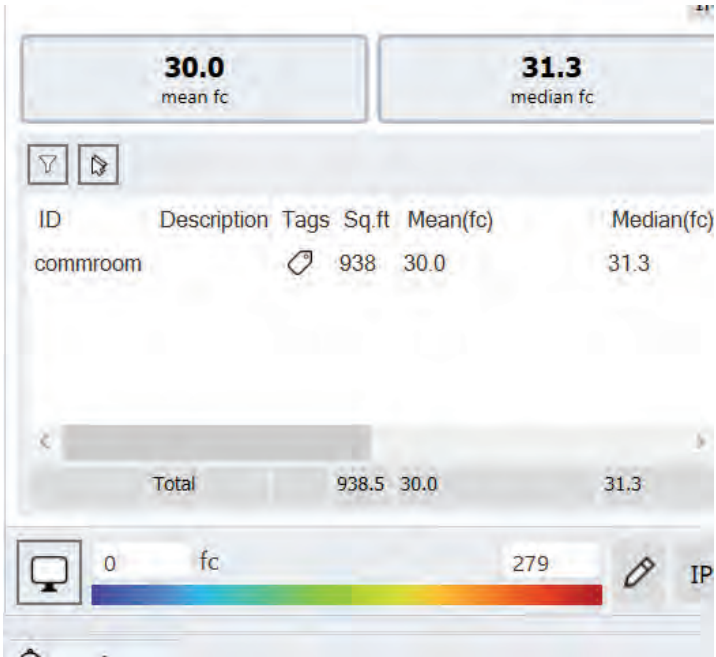 30.0 31.3
mean fc median fc
ID Description Tags Sq.ft Mean(fc) Median(fc)
commroom 938 30.0 31.3
Total 938.5 30.0 31.3
0 fc 279 IP